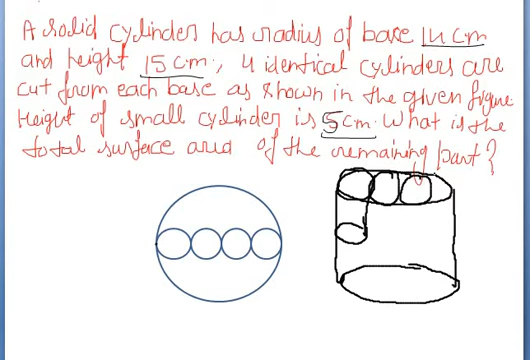 A solid cylinder has radius of base 14 cm
and height 15 cm., 4 identical cylinders are
cut from each base as shown in the given figure
Height of small cylinder is 5cm. What is the
total surface area of the remaining part?